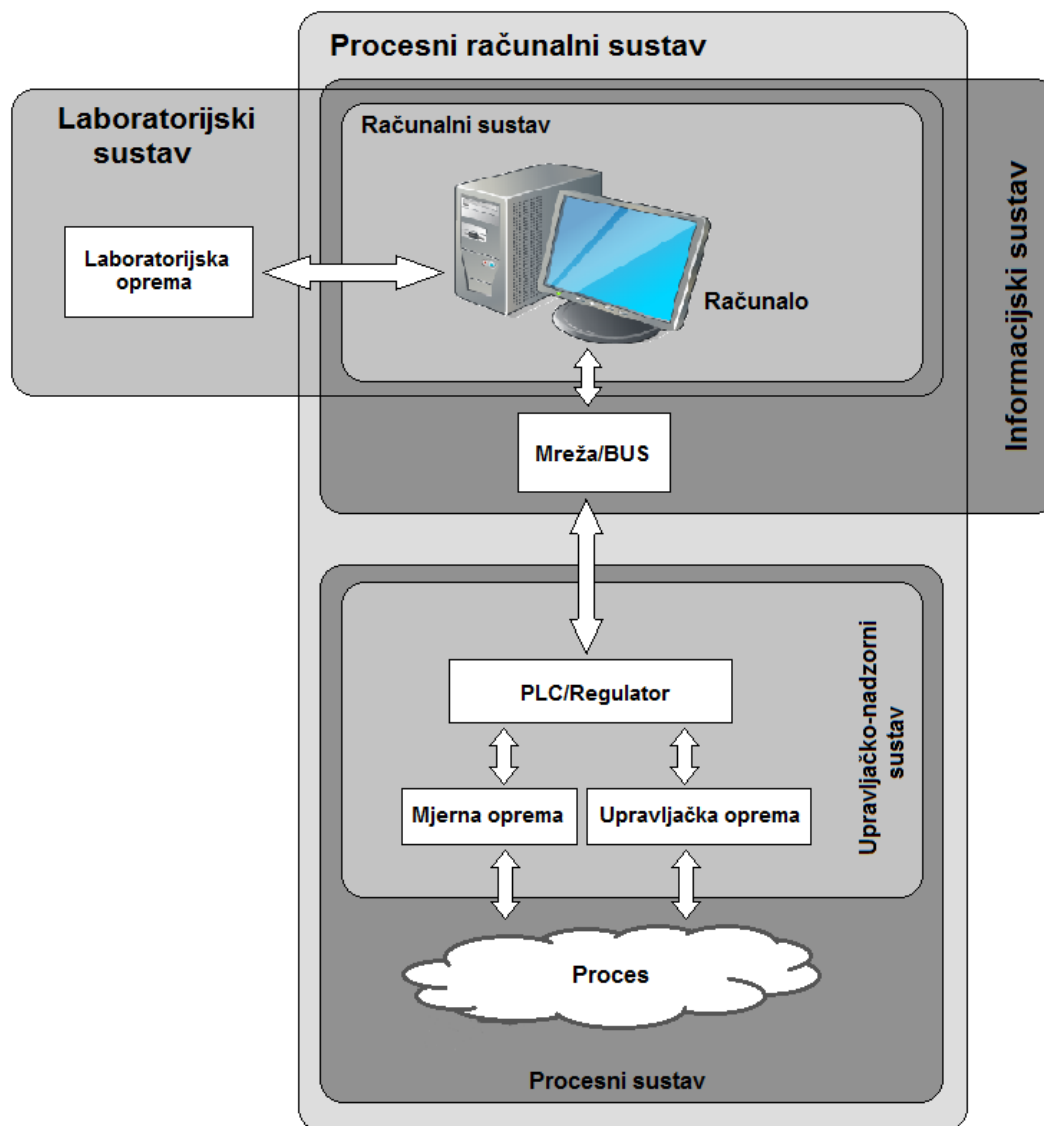 Procesni računalni sustav
Laboratorijski
sustav
Računalni sustav
Laboratorijska
oprema
Računalo
Informacijski sustav
Mreža/BUS
PLC/Regulator
Upravljačko-nadzorni
sustav
Mjerna oprema
Upravljačka oprema
Proces
Procesni sustav